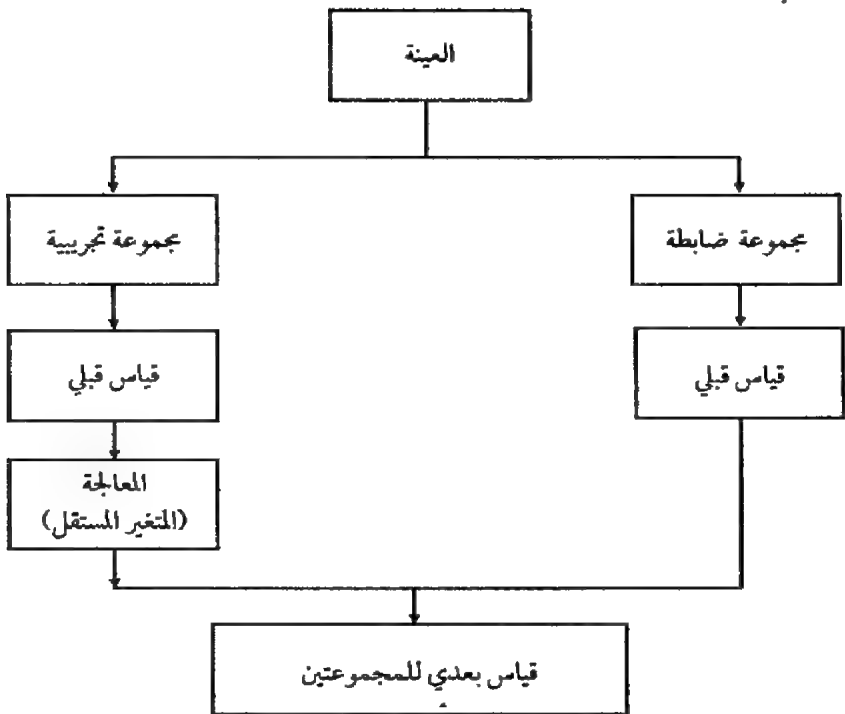 العينة
مجموعة ضابطة
مجموعة تجريبية
قياس قبلي
قياس قبلي
المعالجة
(المتغير المستقل)
قياس بعدي للمجموعتين